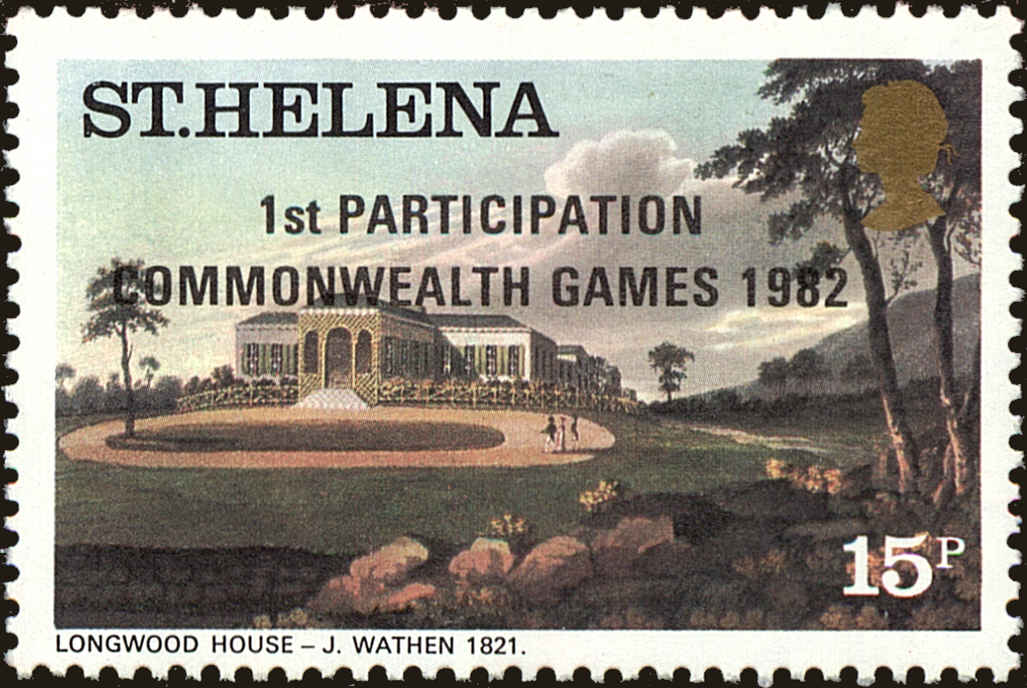 ST.HELENA
1st PARTICIPATION
COMMONWEALTH GAMES 1982
15P
LONGWOOD HOUSE – J. WATHEN 1821.